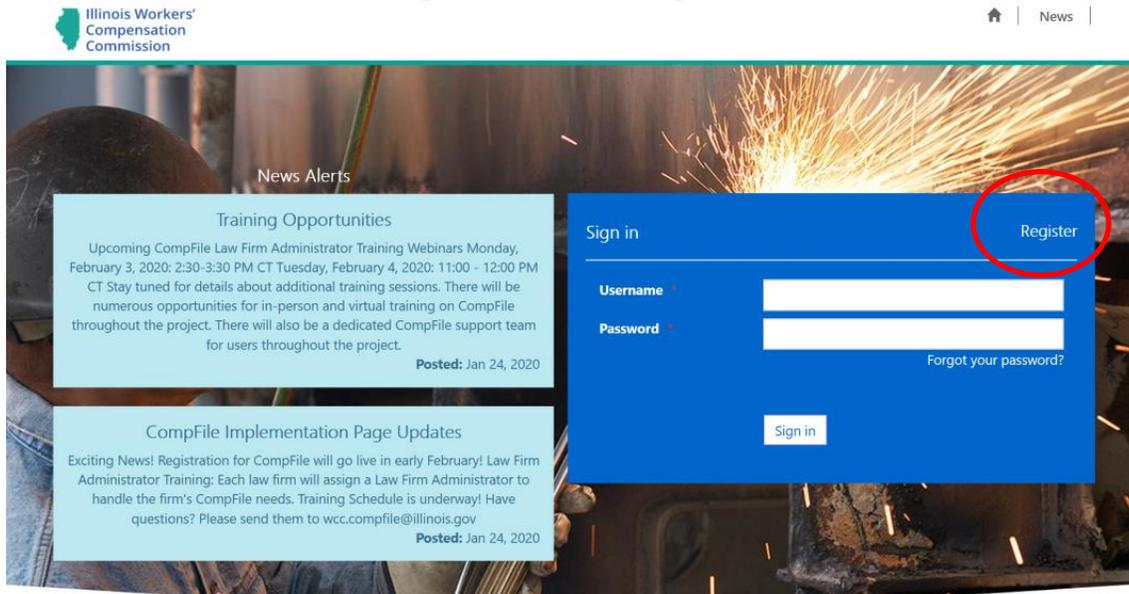 Illinois Workers'
Compensation
Commission
News
News Alerts
Training Opportunities
Upcoming CompFile Law Firm Administrator Training Webinars Monday,
February 3, 2020: 2:30-3:30 PM CT Tuesday, February 4, 2020: 11:00 - 12:00 PM
CT Stay tuned for details about additional training sessions. There will be
numerous opportunities for in-person and virtual training on CompFile
throughout the project. There will also be a dedicated CompFile support team
for users throughout the project.
Posted: Jan 24, 2020
CompFile Implementation Page Updates
Exciting News! Registration for CompFile will go live in early February! Law Firm
Administrator Training: Each law firm will assign a Law Firm Administrator to
handle the firm's CompFile needs. Training Schedule is underway! Have
questions? Please send them to wcc.compfile@illinois.gov
Posted: Jan 24, 2020
Sign in
Register
Username *
Password *
Forgot your password?
Sign in